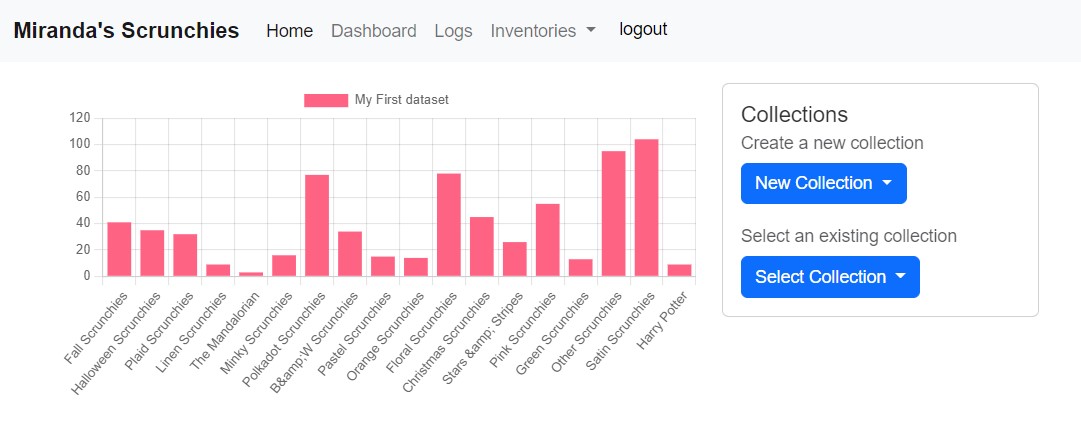 Miranda's Scrunchies Home Dashboard Logs Inventories logout
My First dataset
120
100
80
60
40
20
0
Fall Scrunchies
Halloween Scrunchies
Plaid Scrunchies
Linen Scrunchies
The Mandalorian
Minky Scrunchies
Polkadot Scrunchies
B&amp;W Scrunchies
Pastel Scrunchies
Orange Scrunchies
Floral Scrunchies
Christmas Scrunchies
Stars &amp; Stripes
Pink Scrunchies
Green Scrunchies
Other Scrunchies
Satin Scrunchies
Harry Potter
Collections
Create a new collection
New Collection
Select an existing collection
Select Collection